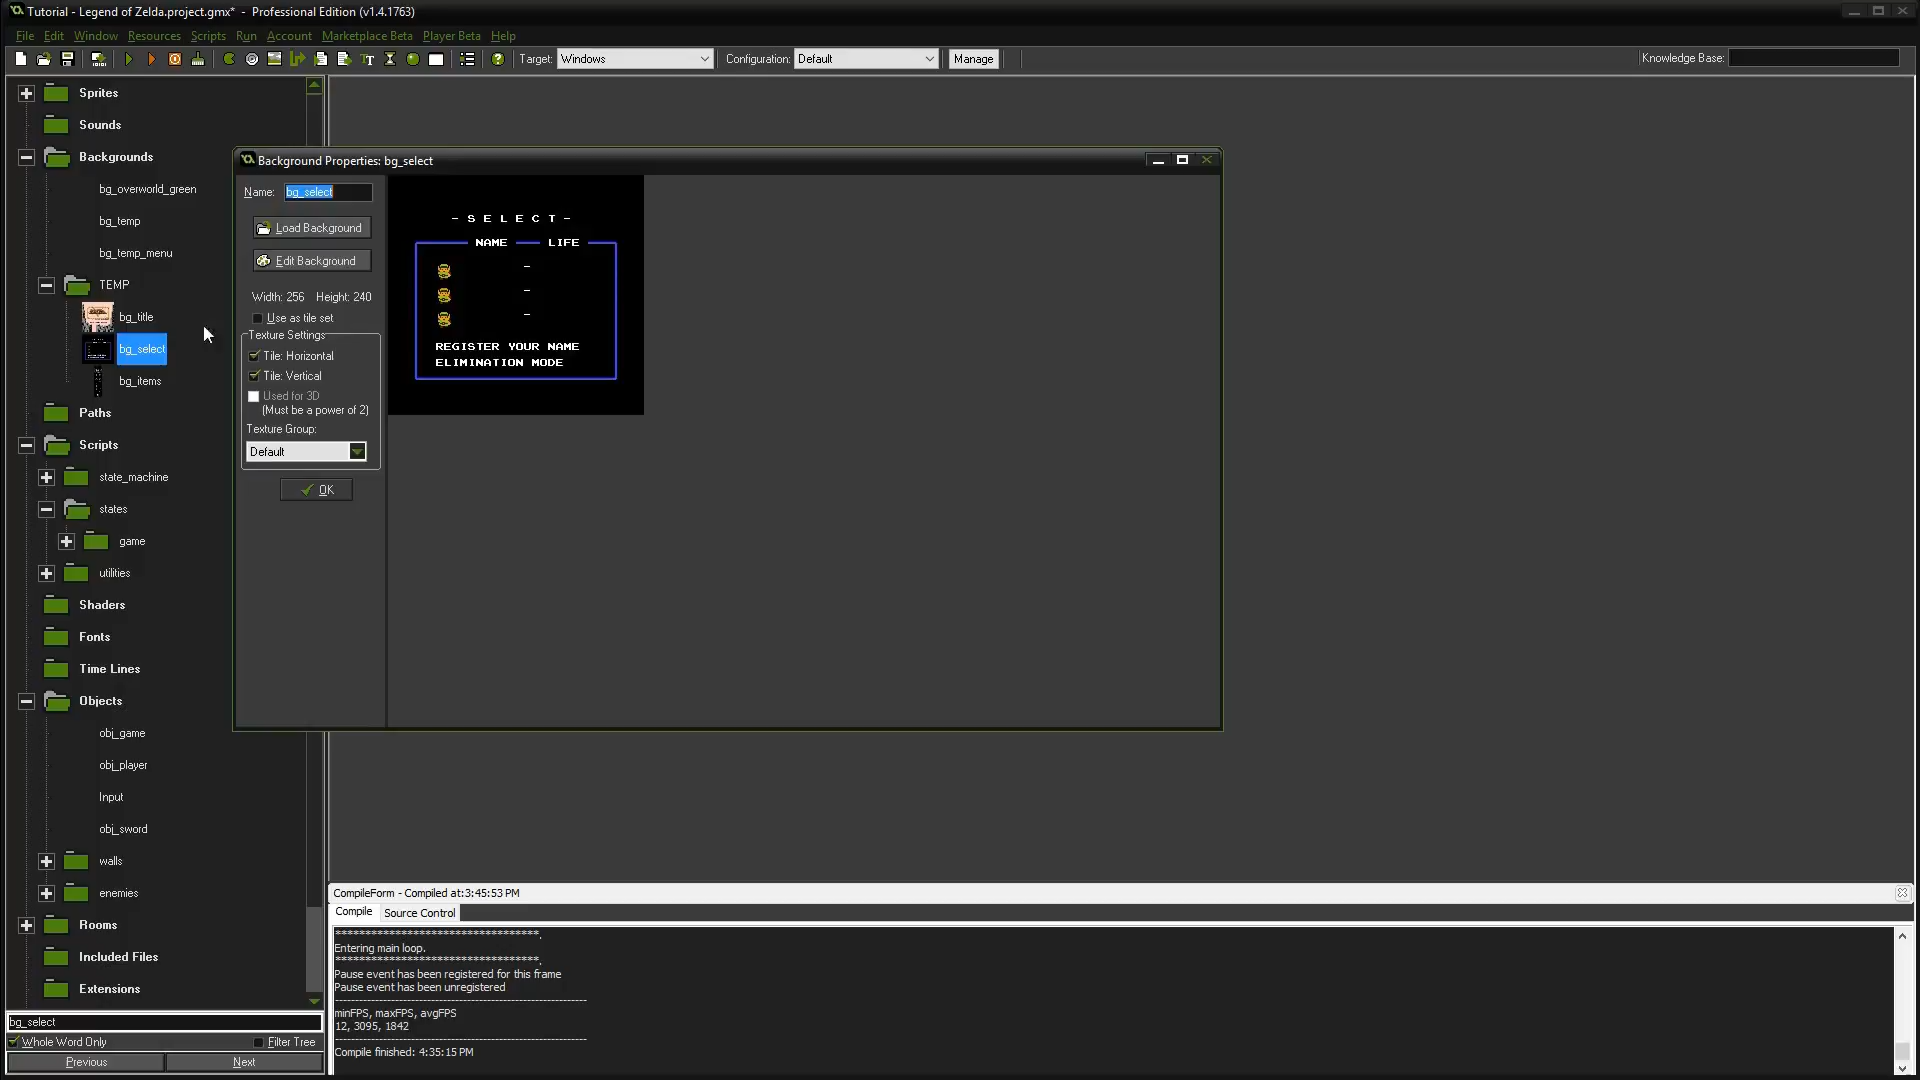 Tutorial - Legend of Zelda.project.gmx* - Professional Edition (v1.4.1763)
File Edit Window Resources Scripts Run Account Marketplace Beta Player Beta Help
Target: Windows Configuration: Default Manage Knowledge Base:
Sprites
Sounds
Backgrounds
bg_overworld_green
bg_temp
bg_temp_menu
TEMP
bg_title
bg_select
bg_items
Paths
Scripts
state_machine
states
game
utilities
Shaders
Fonts
Time Lines
Objects
obj_game
obj_player
Input
obj_sword
walls
enemies
Rooms
Included Files
Extensions
bg_select
Whole Word Only Filter Tree
Previous Next
Background Properties: bg_select
Name: bg_select
Load Background
Edit Background
Width: 256 Height: 240
Use as tile set
Texture Settings
Tile: Horizontal
Tile: Vertical
Used for 3D
(Must be a power of 2)
Texture Group:
Default
OK
- S E L E C T -
NAME LIFE
-
-
-
REGISTER YOUR NAME
ELIMINATION MODE
CompileForm - Compiled at:3:45:53 PM
Compile Source Control
**********************************.
Entering main loop.
**********************************.
Pause event has been registered for this frame
Pause event has been unregistered
---------------------------------------------------------------
minFPS, maxFPS, avgFPS
12, 3095, 1842
---------------------------------------------------------------
Compile finished: 4:35:15 PM